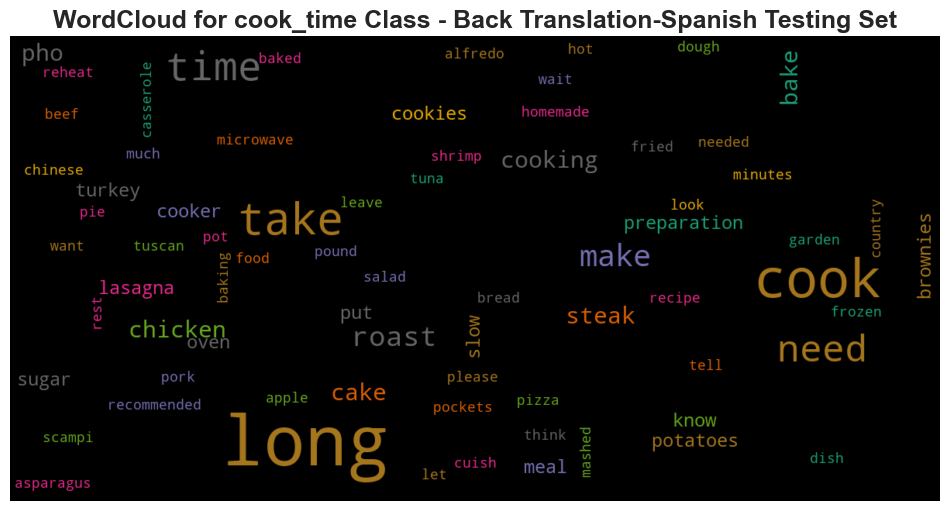 WordCloud for cook_time Class - Back Translation-Spanish Testing Set
pho
time
baked
alfredo
hot
dough
reheat
casserole
wait
bake
beef
cookies
homemade
microwave
much
shrimp
cooking
fried
needed
chinese
turkey
tuna
minutes
pie
cooker
take
leave
look
preparation
country
brownies
want
tuscan
pot
food
pound
make
garden
baking
salad
cook
lasagna
rest
bread
recipe
frozen
chicken
oven
put
roast
slow
steak
need
sugar
pork
please
tell
recommended
apple
cake
pockets
pizza
long
know
scampi
think
mashed
potatoes
asparagus
let
cuish
meal
dish